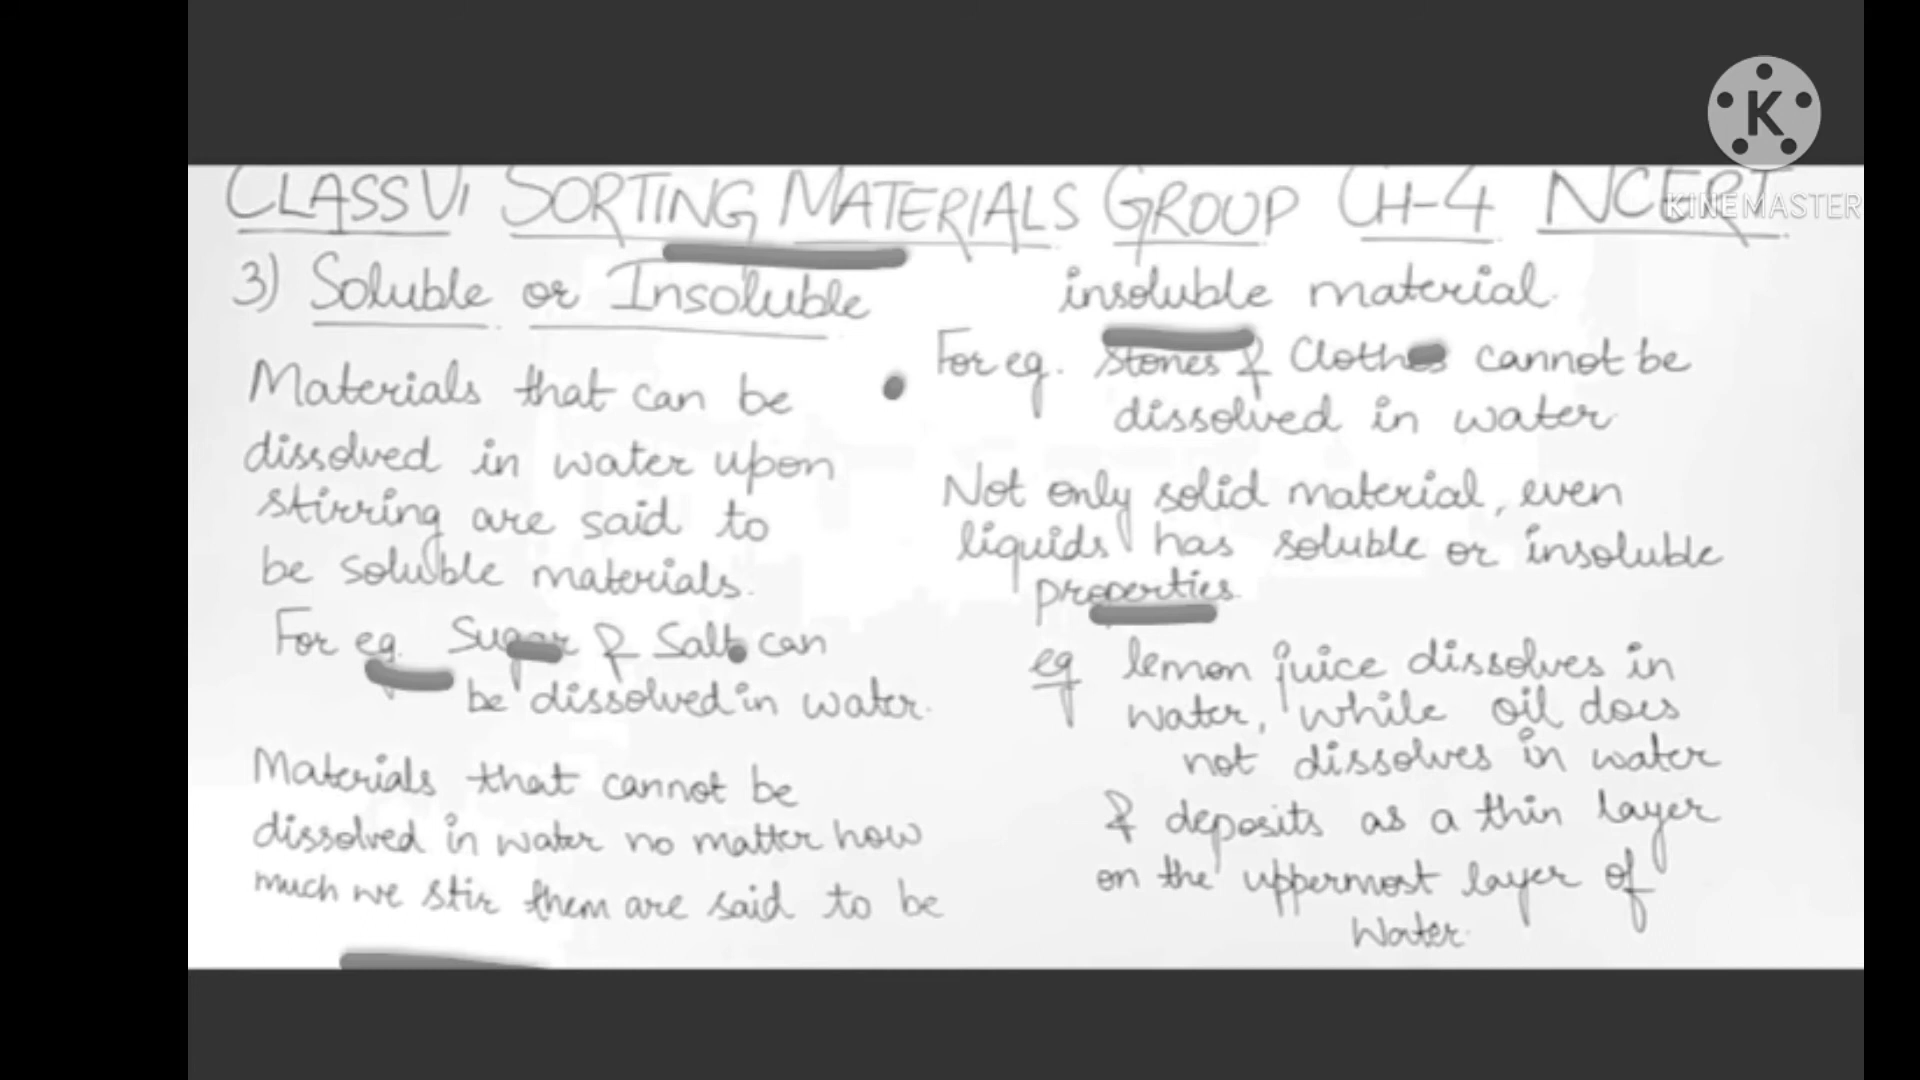 CLASS VI SORTING MATERIALS GROUP CH-4 NCERT
K
KINEMASTER
3) Soluble or Insoluble
Materials that can be
dissolved in water upon
stirring are said to
be soluble materials.
For eg. Sugar & Salt can
be dissolved in water.
Materials that cannot be
dissolved in water no matter how
much we stir them are said to be
insoluble material.
For eg. Stones & Clothes cannot be
dissolved in water
Not only solid material, even
liquids has soluble or insoluble
properties.
eg lemon juice dissolves in
water, while oil does
not dissolves in water
& deposits as a thin layer
on the uppermost layer of
Water.